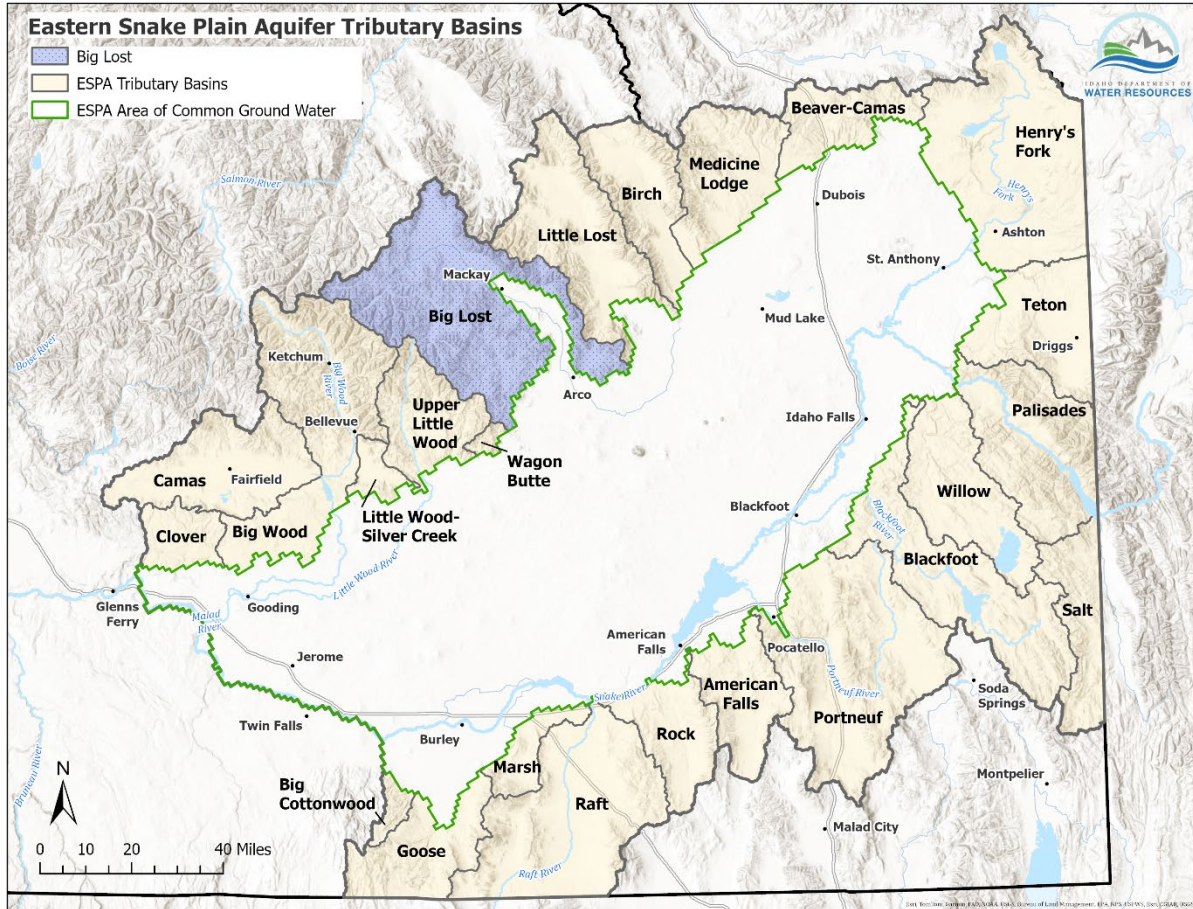 Eastern Snake Plain Aquifer Tributary Basins
Big Lost
ESPA Tributary Basins
ESPA Area of Common Ground Water
IDAHO DEPARTMENT OF
WATER RESOURCES
Beaver-Camas
Henry's
Fork
Medicine
Lodge
Birch
Salmon River
Henry's
Fork
Dubois
Little Lost
Ashton
St. Anthony
Mackay
Teton
Big Lost
Mud Lake
Driggs
Boise River
Ketchum
Big Wood
River
Arco
Palisades
Upper
Little
Wood
Idaho Falls
Bellevue
Wagon
Butte
Camas
Fairfield
Willow
Blackfoot
Blackfoot
River
Little Wood-
Silver Creek
Clover
Big Wood
Blackfoot
Little Wood River
Glenns
Ferry
Gooding
Malad
River
Salt
American
Falls
Pocatello
Jerome
Portneuf River
Soda
Springs
American
Falls
Snake River
Portneuf
Twin Falls
Burley
Rock
Marsh
Bruneau River
Big
Cottonwood
Montpelier
N
Raft
Malad City
Goose
0 10 20 40 Miles
Raft River